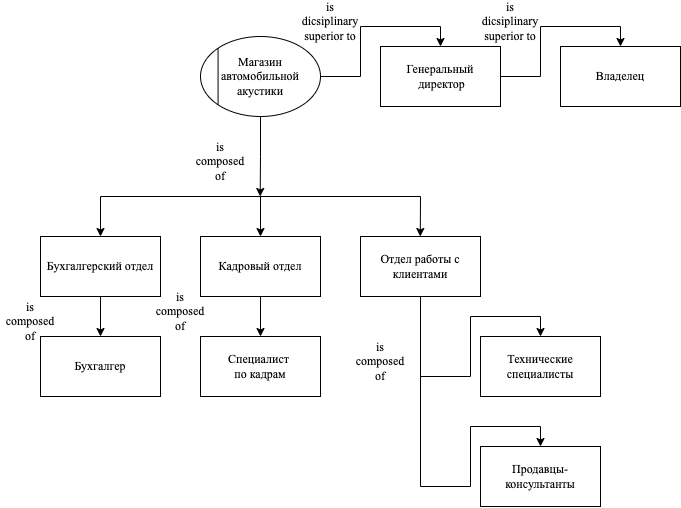 is
dicsiplinary
superior to
is
dicsiplinary
superior to
Магазин
автомобильной
акустики
Генеральный
директор
Владелец
is
composed
of
Бухгалтерский отдел
Кадровый отдел
Отдел работы с
клиентами
is
composed
of
is
composed
of
is
composed
of
Бухгалтер
Специалист
по кадрам
Технические
специалисты
Продавцы-
консультанты